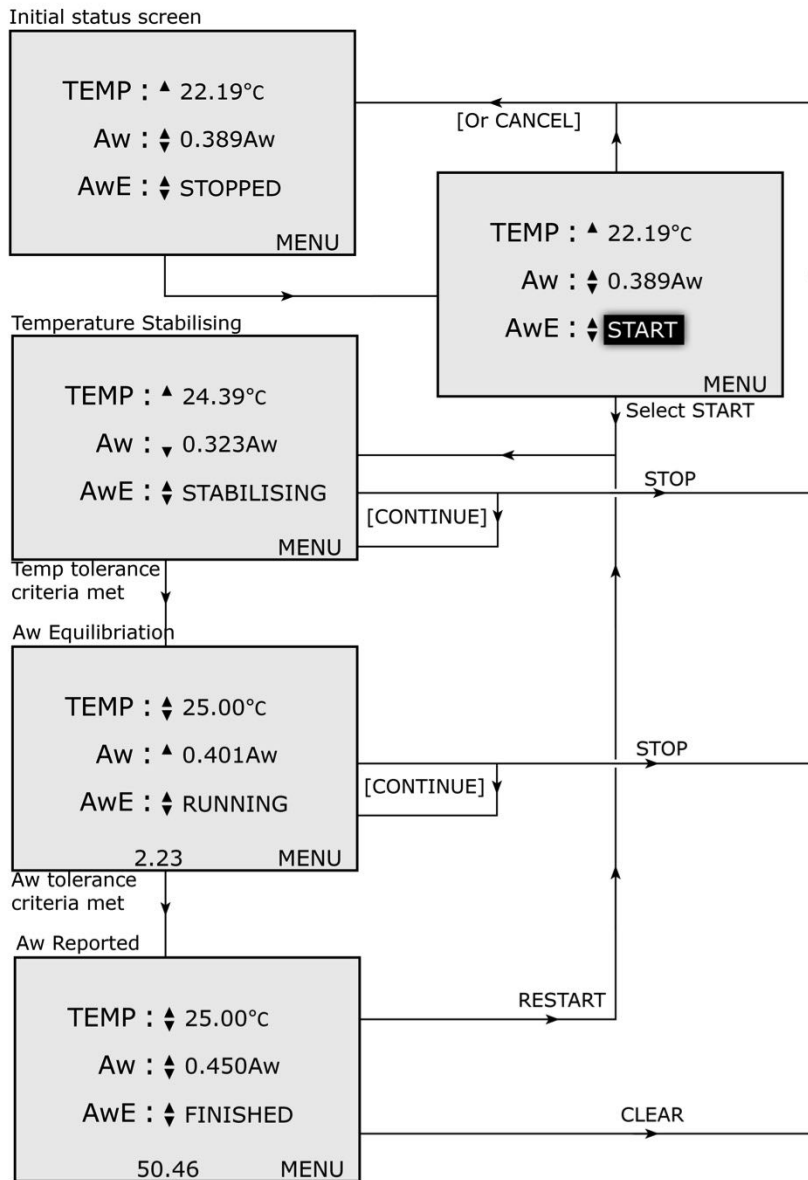 Initial status screen
TEMP : ▲ 22.19°C
Aw : ▲▼ 0.389Aw
AwE : ▲▼ STOPPED
MENU
[Or CANCEL]
TEMP : ▲ 22.19°C
Aw : ▲▼ 0.389Aw
AwE : ▲▼ START
MENU
Select START
Temperature Stabilising
TEMP : ▲ 24.39°C
Aw : ▼ 0.323Aw
AwE : ▲▼ STABILISING
MENU
STOP
[CONTINUE]
Temp tolerance
criteria met
Aw Equilibriation
TEMP : ▲▼ 25.00°C
Aw : ▲ 0.401Aw
AwE : ▲▼ RUNNING
2.23 MENU
STOP
[CONTINUE]
Aw tolerance
criteria met
Aw Reported
TEMP : ▲▼ 25.00°C
Aw : ▲▼ 0.450Aw
AwE : ▲▼ FINISHED
50.46 MENU
RESTART
CLEAR